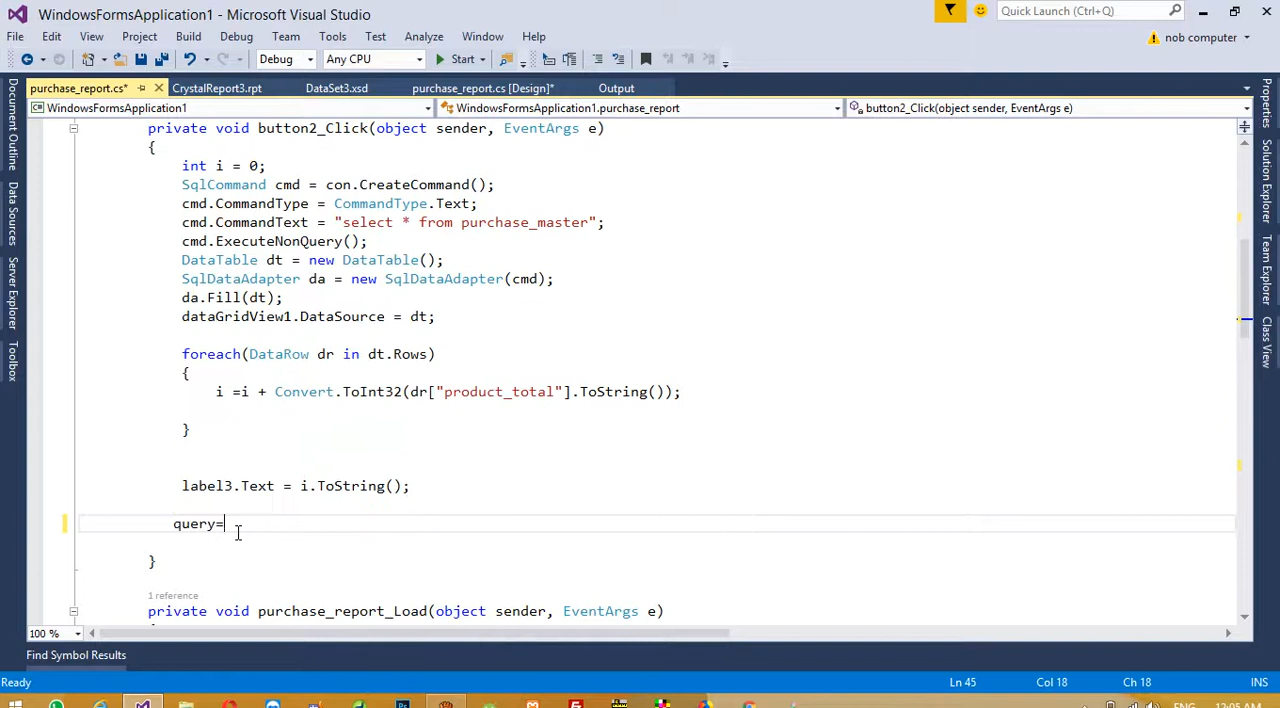 WindowsFormsApplication1 - Microsoft Visual Studio
Quick Launch (Ctrl+Q)
File Edit View Project Build Debug Team Tools Test Analyze Window Help
nob computer
Debug Any CPU Start
purchase_report.cs* CrystalReport3.rpt DataSet3.xsd purchase_report.cs [Design]* Output
WindowsFormsApplication1 WindowsFormsApplication1.purchase_report button2_Click(object sender, EventArgs e)
private void button2_Click(object sender, EventArgs e)
{
int i = 0;
SqlCommand cmd = con.CreateCommand();
cmd.CommandType = CommandType.Text;
cmd.CommandText = "select * from purchase_master";
cmd.ExecuteNonQuery();
DataTable dt = new DataTable();
SqlDataAdapter da = new SqlDataAdapter(cmd);
da.Fill(dt);
dataGridView1.DataSource = dt;
foreach(DataRow dr in dt.Rows)
{
i =i + Convert.ToInt32(dr["product_total"].ToString());
}
label3.Text = i.ToString();
query=
}
1 reference
private void purchase_report_Load(object sender, EventArgs e)
100 %
Document Outline
Data Sources
Server Explorer
Toolbox
Properties
Solution Explorer
Team Explorer
Class View
Find Symbol Results
Ready Ln 45 Col 18 Ch 18 INS
ENG 12:05 AM